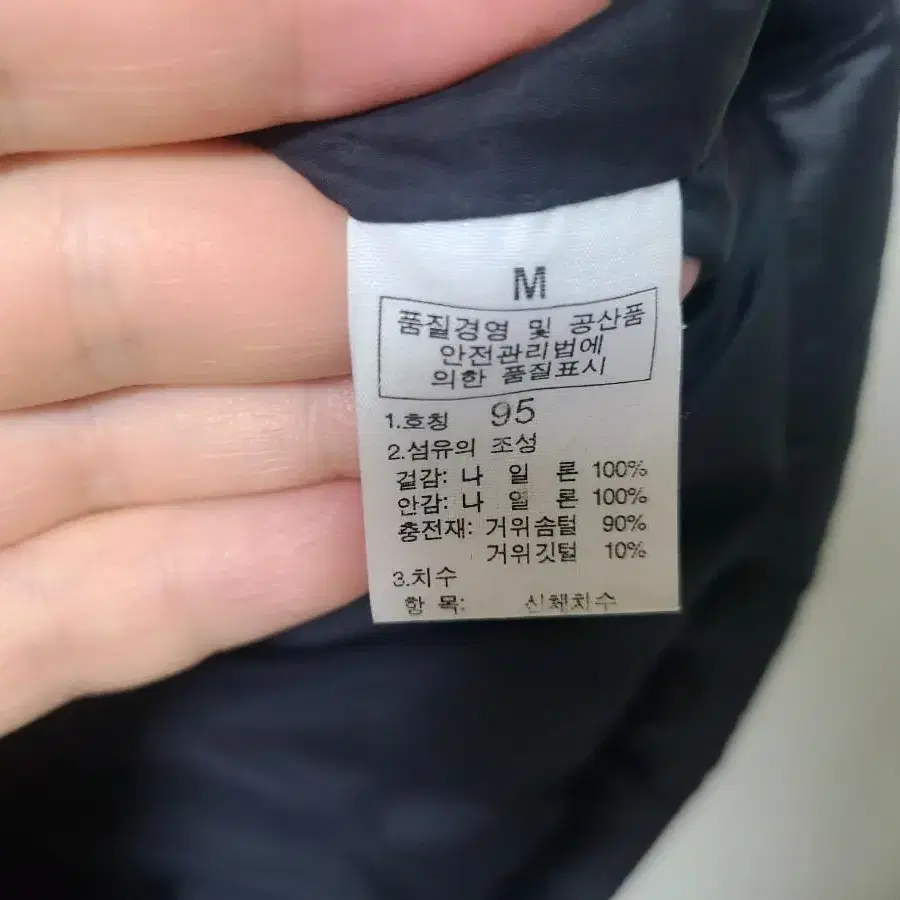 M
품질경영 및 공산품
안전관리법에
의한 품질표시
1.호칭 95
2.섬유의 조성
겉감: 나 일 론 100%
안감: 나 일 론 100%
충전재: 거위솜털 90%
거위깃털 10%
3.치수
항 목: 신체치수